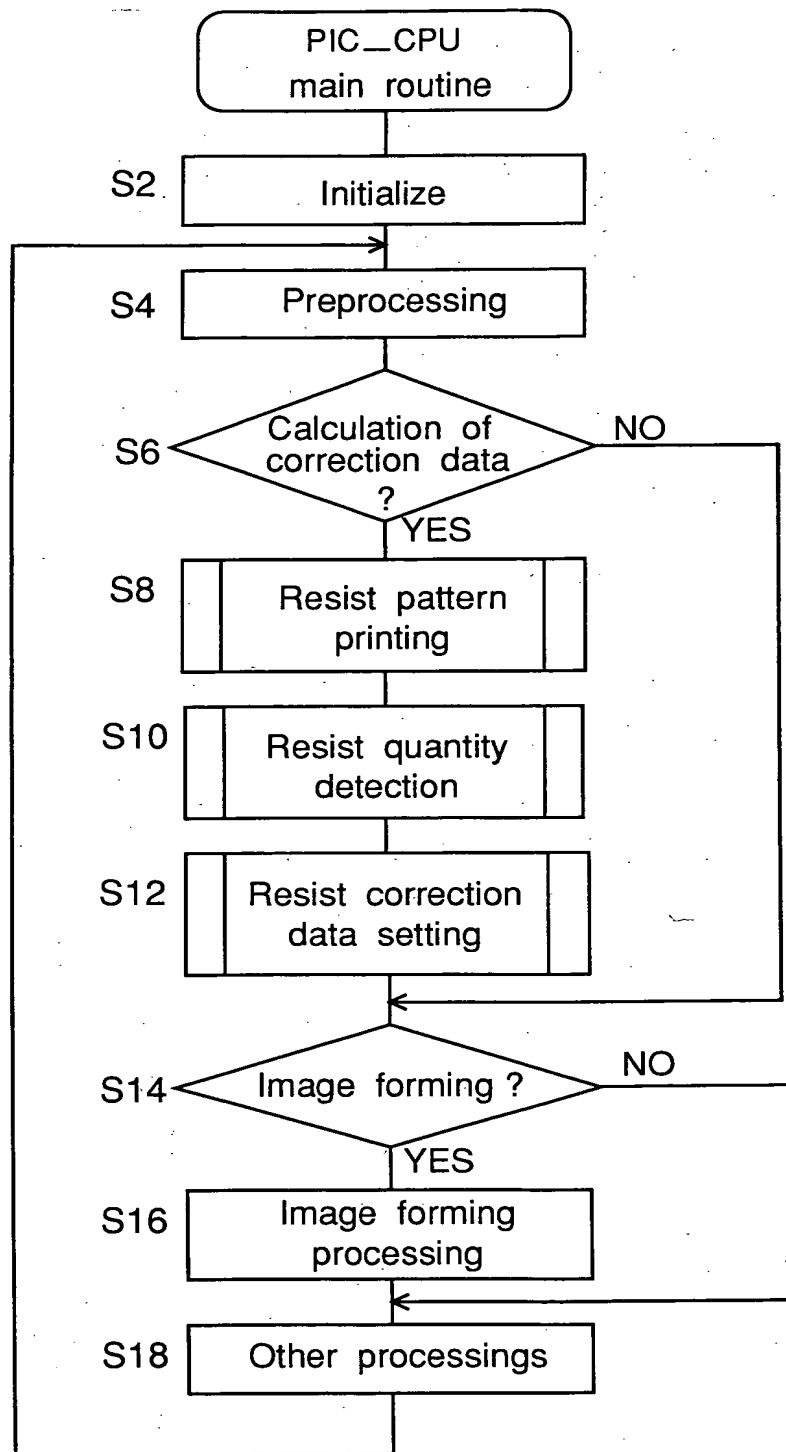 PIC_CPU
main routine
S2
Initialize
S4
Preprocessing
S6
Calculation of
correction data
?
NO
YES
S8
Resist pattern
printing
S10
Resist quantity
detection
S12
Resist correction
data setting
S14
Image forming ?
NO
YES
S16
Image forming
processing
S18
Other processings